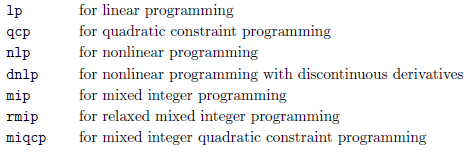 lp for linear programming
qcp for quadratic constraint programming
nlp for nonlinear programming
dnlp for nonlinear programming with discontinuous derivatives
mip for mixed integer programming
rmip for relaxed mixed integer programming
miqcp for mixed integer quadratic constraint programming